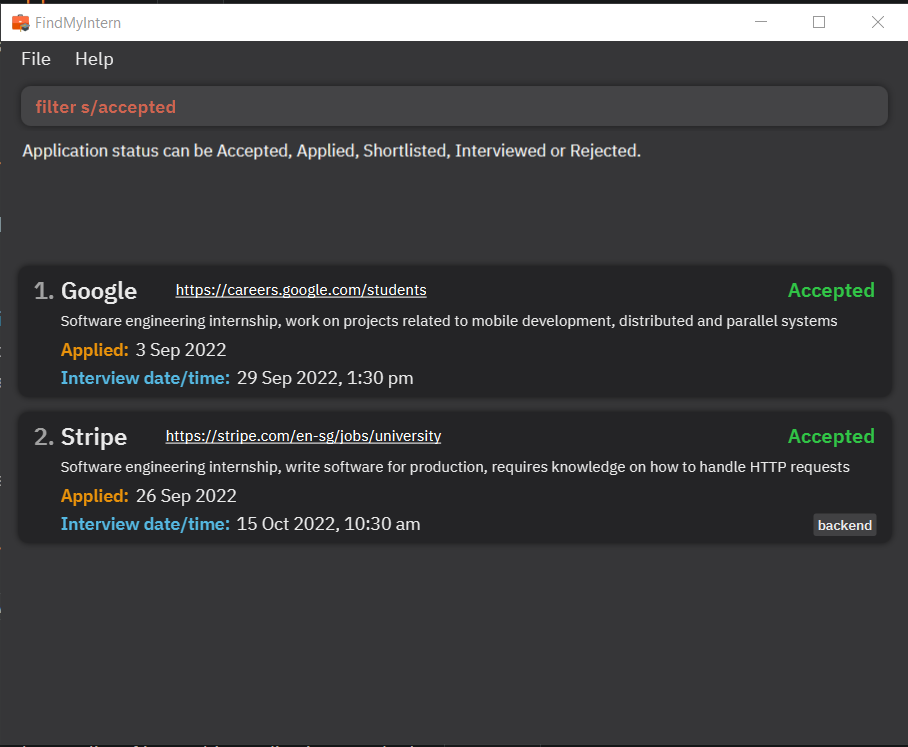 FindMyIntern
File Help
filter s/accepted
Application status can be Accepted, Applied, Shortlisted, Interviewed or Rejected.
1. Google https://careers.google.com/students Accepted
Software engineering internship, work on projects related to mobile development, distributed and parallel systems
Applied: 3 Sep 2022
Interview date/time: 29 Sep 2022, 1:30 pm
2. Stripe https://stripe.com/en-sg/jobs/university Accepted
Software engineering internship, write software for production, requires knowledge on how to handle HTTP requests
Applied: 26 Sep 2022
Interview date/time: 15 Oct 2022, 10:30 am backend